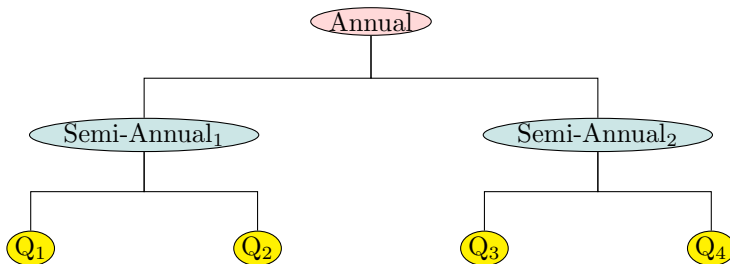 Annual
Semi-Annual₁ Semi-Annual₂
Q₁ Q₂ Q₃ Q₄